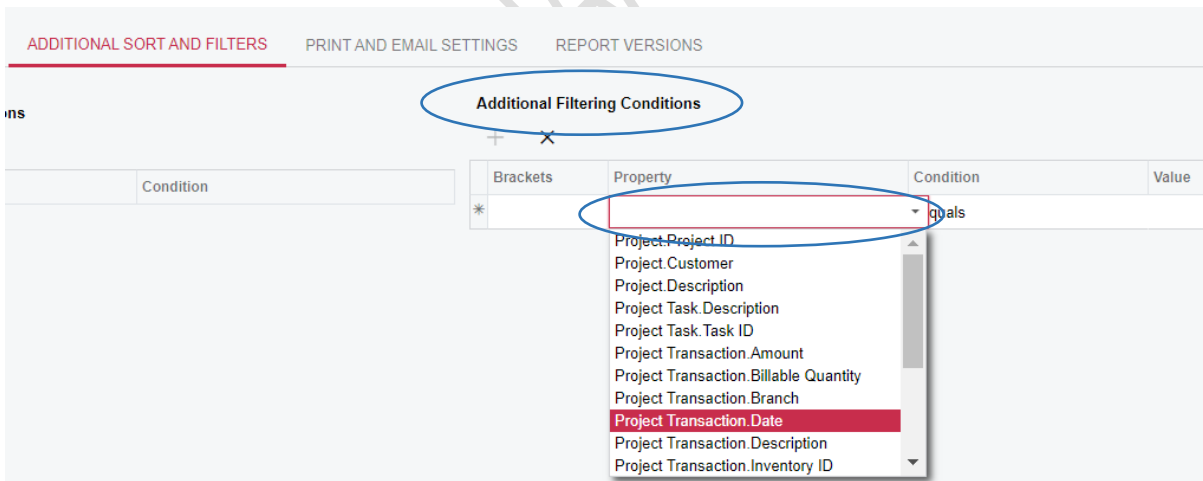 ADDITIONAL SORT AND FILTERS PRINT AND EMAIL SETTINGS REPORT VERSIONS
ons Additional Filtering Conditions
Condition
Brackets Property Condition Value
quals
Project.Project ID
Project.Customer
Project.Description
Project Task.Description
Project Task.Task ID
Project Transaction.Amount
Project Transaction.Billable Quantity
Project Transaction.Branch
Project Transaction.Date
Project Transaction.Description
Project Transaction.Inventory ID